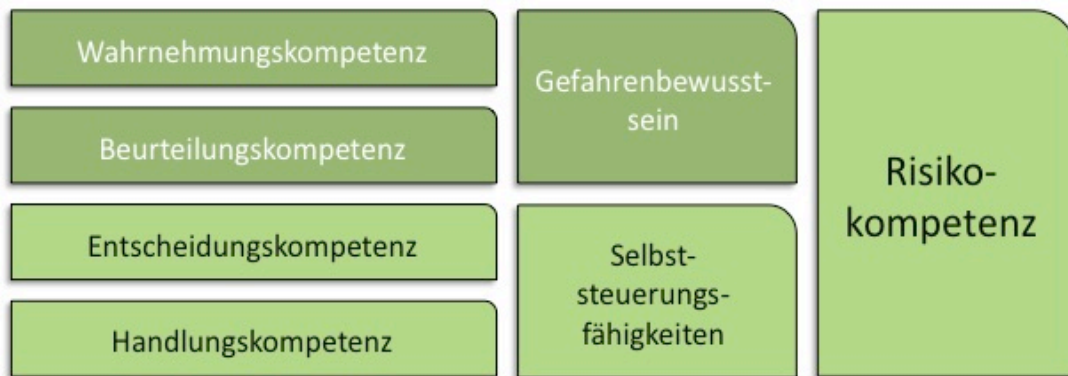 Wahrnehmungskompetenz
Beurteilungskompetenz
Entscheidungskompetenz
Handlungskompetenz
Gefahrenbewusst-
sein
Selbst-
steuerungs-
fähigkeiten
Risiko-
kompetenz